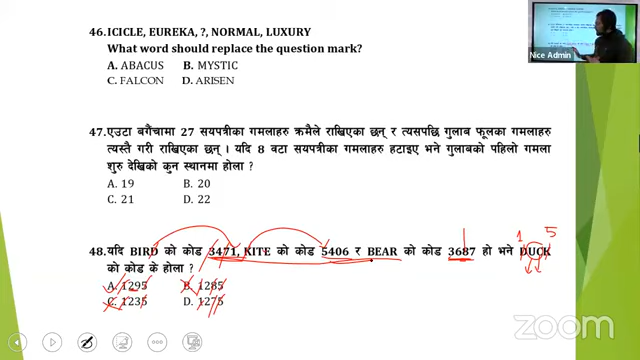 46. ICICLE, EUREKA, ?, NORMAL, LUXURY
What word should replace the question mark?
A. ABACUS B. MYSTIC
C. FALCON D. ARISEN
47. एउटा बगैंचामा 27 सयपत्रीका गमलाहरु क्रमैले राखिएका छन् र त्यसपछि गुलाब फूलका गमलाहरु
त्यस्तै गरी राखिएका छन् । यदि 8 वटा सयपत्रीका गमलाहरु हटाइए भने गुलाबको पहिलो गमला
शुरु देखिको कुन स्थानमा होला ?
A. 19 B. 20
C. 21 D. 22
1 5
48. यदि BIRD को कोड 3471, KITE को कोड 5406 र BEAR को कोड 3687 हो भने DUCK
को कोड के होला ?
A. 1295 B. 1285
C. 1235 D. 1275
Nice Admin
zoom